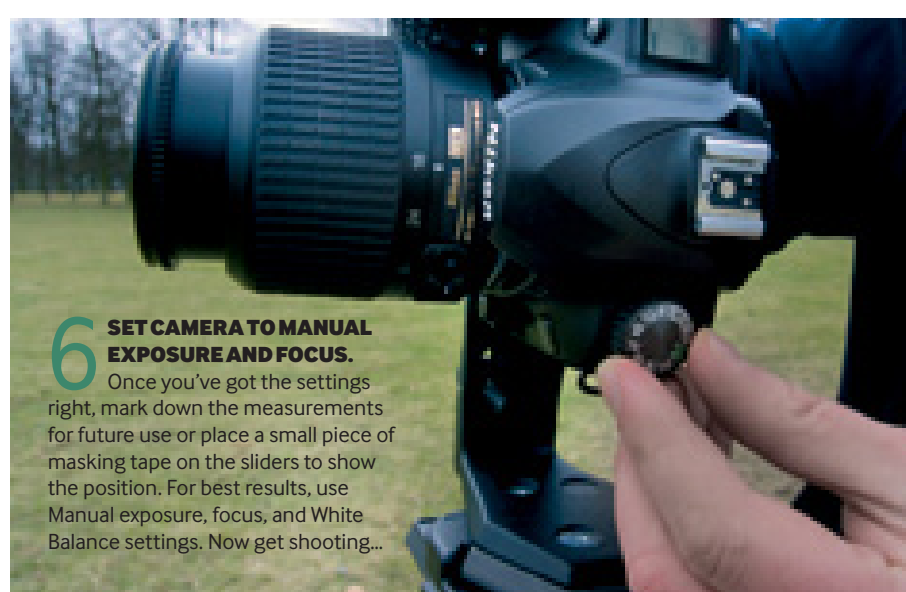 6 SET CAMERA TO MANUAL
EXPOSURE AND FOCUS.
Once you've got the settings
right, mark down the measurements
for future use or place a small piece of
masking tape on the sliders to show
the position. For best results, use
Manual exposure, focus, and White
Balance settings. Now get shooting...